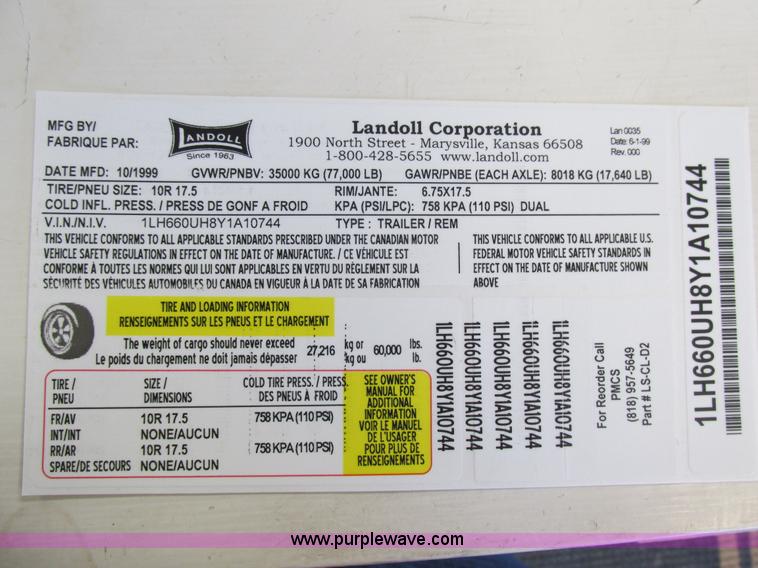 MFG BY/
FABRIQUE PAR:
LANDOLL
Since 1963
Landoll Corporation
1900 North Street - Marysville, Kansas 66508
1-800-428-5655 www.landoll.com
Lan 0035
Date: 6-1-99
Rev. 000
DATE MFD: 10/1999 GVWR/PNBV: 35000 KG (77,000 LB) GAWR/PNBE (EACH AXLE): 8018 KG (17,640 LB)
TIRE/PNEU SIZE: 10R 17.5 RIM/JANTE: 6.75X17.5
COLD INFL. PRESS. / PRESS DE GONF A FROID KPA (PSI/LPC): 758 KPA (110 PSI) DUAL
V.I.N./N.I.V. 1LH660UH8Y1A10744 TYPE: TRAILER / REM
THIS VEHICLE CONFORMS TO ALL APPLICABLE STANDARDS PRESCRIBED UNDER THE CANADIAN MOTOR
VEHICLE SAFETY REGULATIONS IN EFFECT ON THE DATE OF MANUFACTURE. / CE VÉHICULE EST
CONFORME À TOUTES LES NORMES QUI LUI SONT APPLICABLES EN VERTU DU RÈGLEMENT SUR LA
SÉCURITÉ DES VÉHICULES AUTOMOBILES DU CANADA EN VIGUEUR À LA DATE DE SA FABRICATION
THIS VEHICLE CONFORMS TO ALL APPLICABLE U.S.
FEDERAL MOTOR VEHICLE SAFETY STANDARDS IN
EFFECT ON THE DATE OF MANUFACTURE SHOWN
ABOVE
TIRE AND LOADING INFORMATION
RENSEIGNEMENTS SUR LES PNEUS ET LE CHARGEMENT
The weight of cargo should never exceed 27,216 kg or 60,000 lbs.
Le poids du chargement ne doit jamais dépasser kg ou lb.
TIRE / SIZE / COLD TIRE PRESS. / PRESS.
PNEU DIMENSIONS DES PNEUS À FROID
FR/AV 10R 17.5 758 KPA (110 PSI)
INT/INT NONE/AUCUN
RR/AR 10R 17.5 758 KPA (110 PSI)
SPARE/DE SECOURS NONE/AUCUN
SEE OWNER'S
MANUAL FOR
ADDITIONAL
INFORMATION
VOIR LE MANUEL
DE L'USAGER
POUR PLUS DE
RENSEIGNEMENTS
1LH660UH8Y1A10744
1LH660UH8Y1A10744
1LH660UH8Y1A10744
1LH660UH8Y1A10744
1LH660UH8Y1A10744
For Reorder Call
PMCS
(818) 957-5649
Part # LS-CL-D2
1LH660UH8Y1A10744
www.purplewave.com